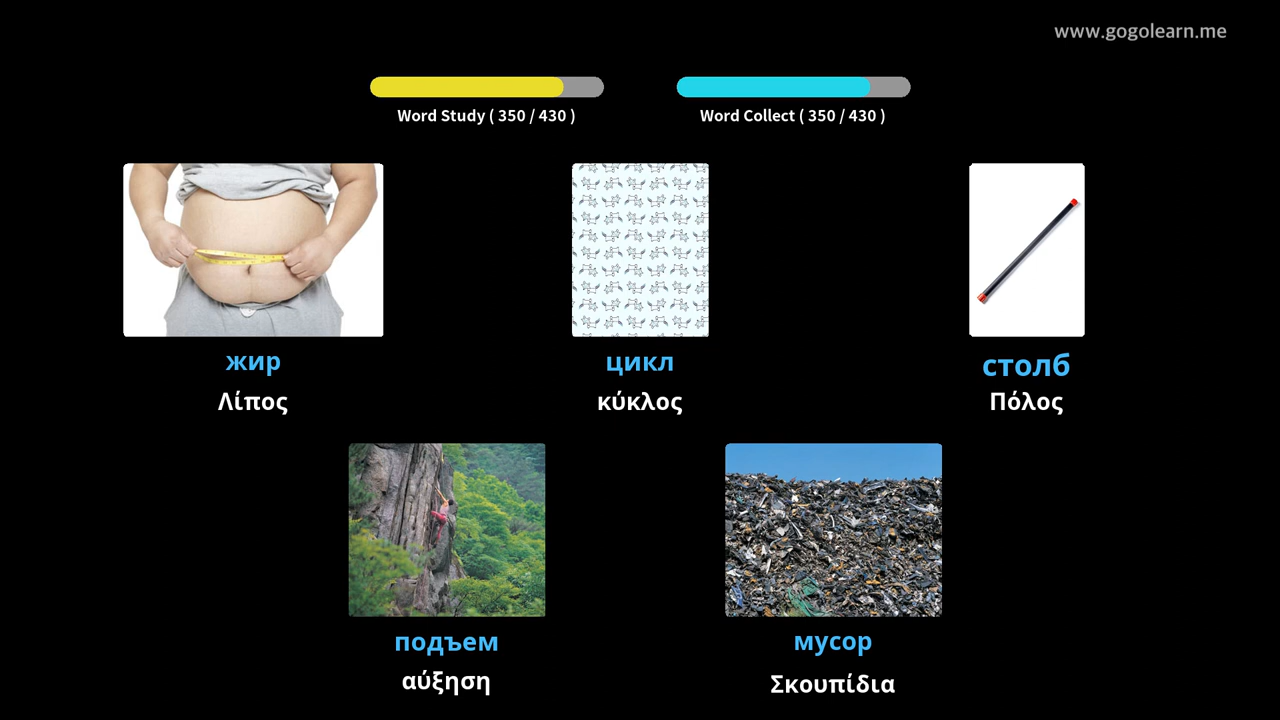 www.gogolearn.me
Word Study ( 350 / 430 )
Word Collect ( 350 / 430 )
жир
цикл
столб
Λίπος
κύκλος
Πόλος
подъем
мусор
αύξηση
Σκουπίδια